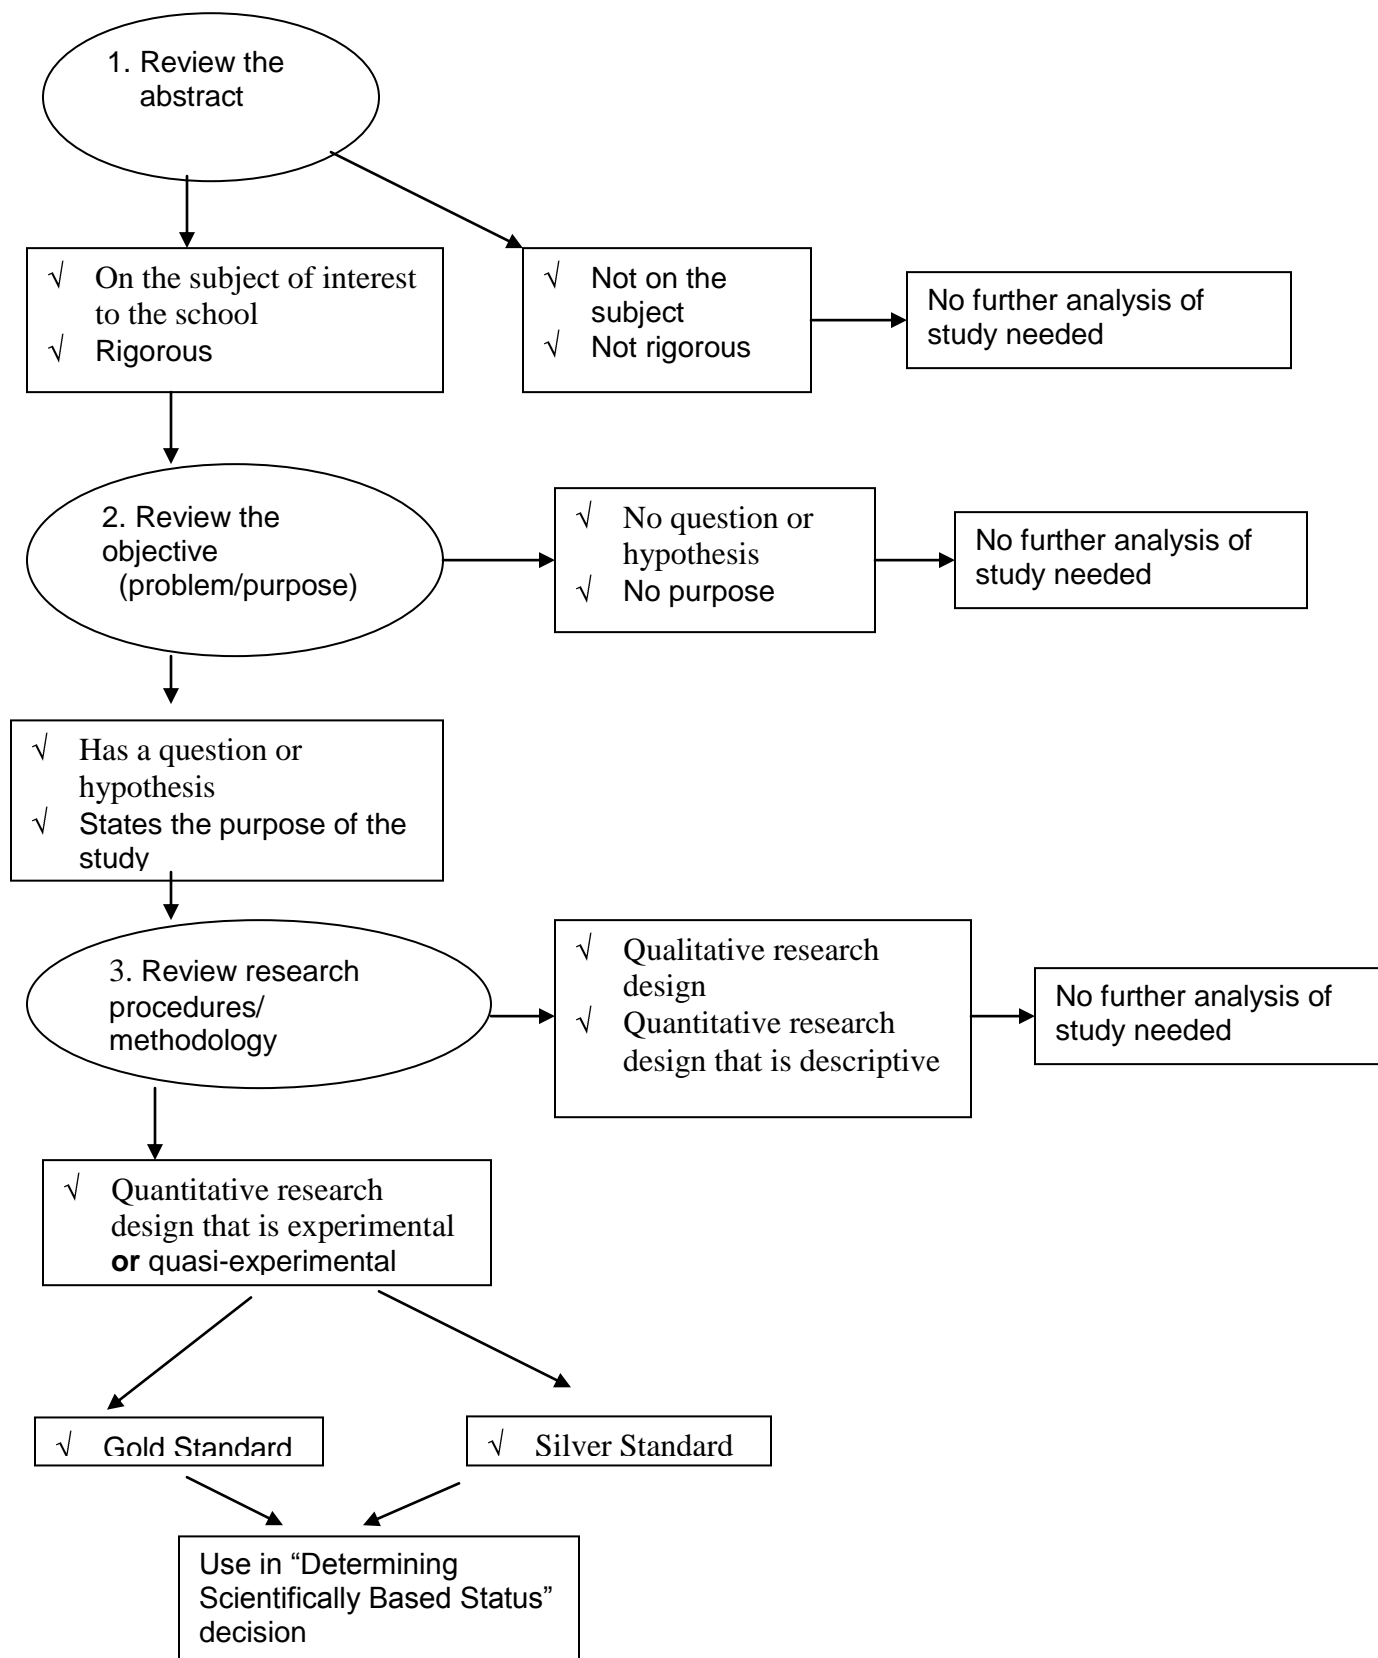 1. Review the
abstract
√ On the subject of interest
to the school
√ Rigorous
√ Not on the
subject
√ Not rigorous
No further analysis of
study needed
2. Review the
objective
(problem/purpose)
√ No question or
hypothesis
√ No purpose
No further analysis of
study needed
√ Has a question or
hypothesis
√ States the purpose of the
study
3. Review research
procedures/
methodology
√ Qualitative research
design
√ Quantitative research
design that is descriptive
No further analysis of
study needed
√ Quantitative research
design that is experimental
or quasi-experimental
√ Gold Standard
√ Silver Standard
Use in “Determining
Scientifically Based Status”
decision